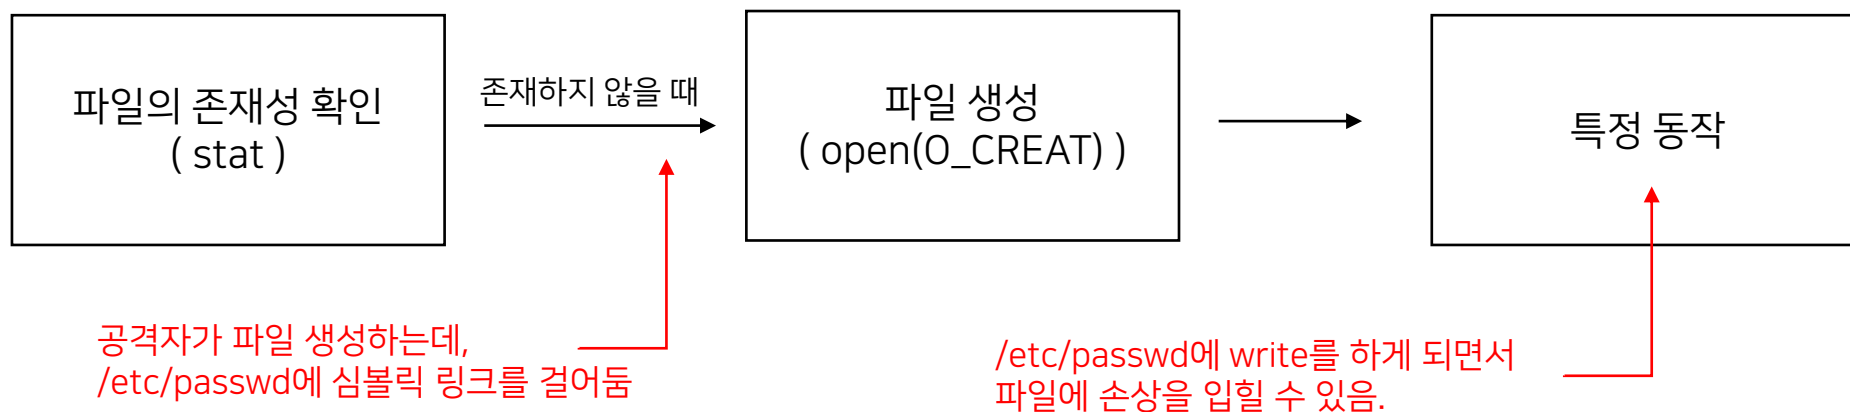 파일의 존재성 확인
( stat )
존재하지 않을 때
파일 생성
( open(O_CREAT) )
특정 동작
공격자가 파일 생성하는데,
/etc/passwd에 심볼릭 링크를 걸어둠
/etc/passwd에 write를 하게 되면서
파일에 손상을 입힐 수 있음.